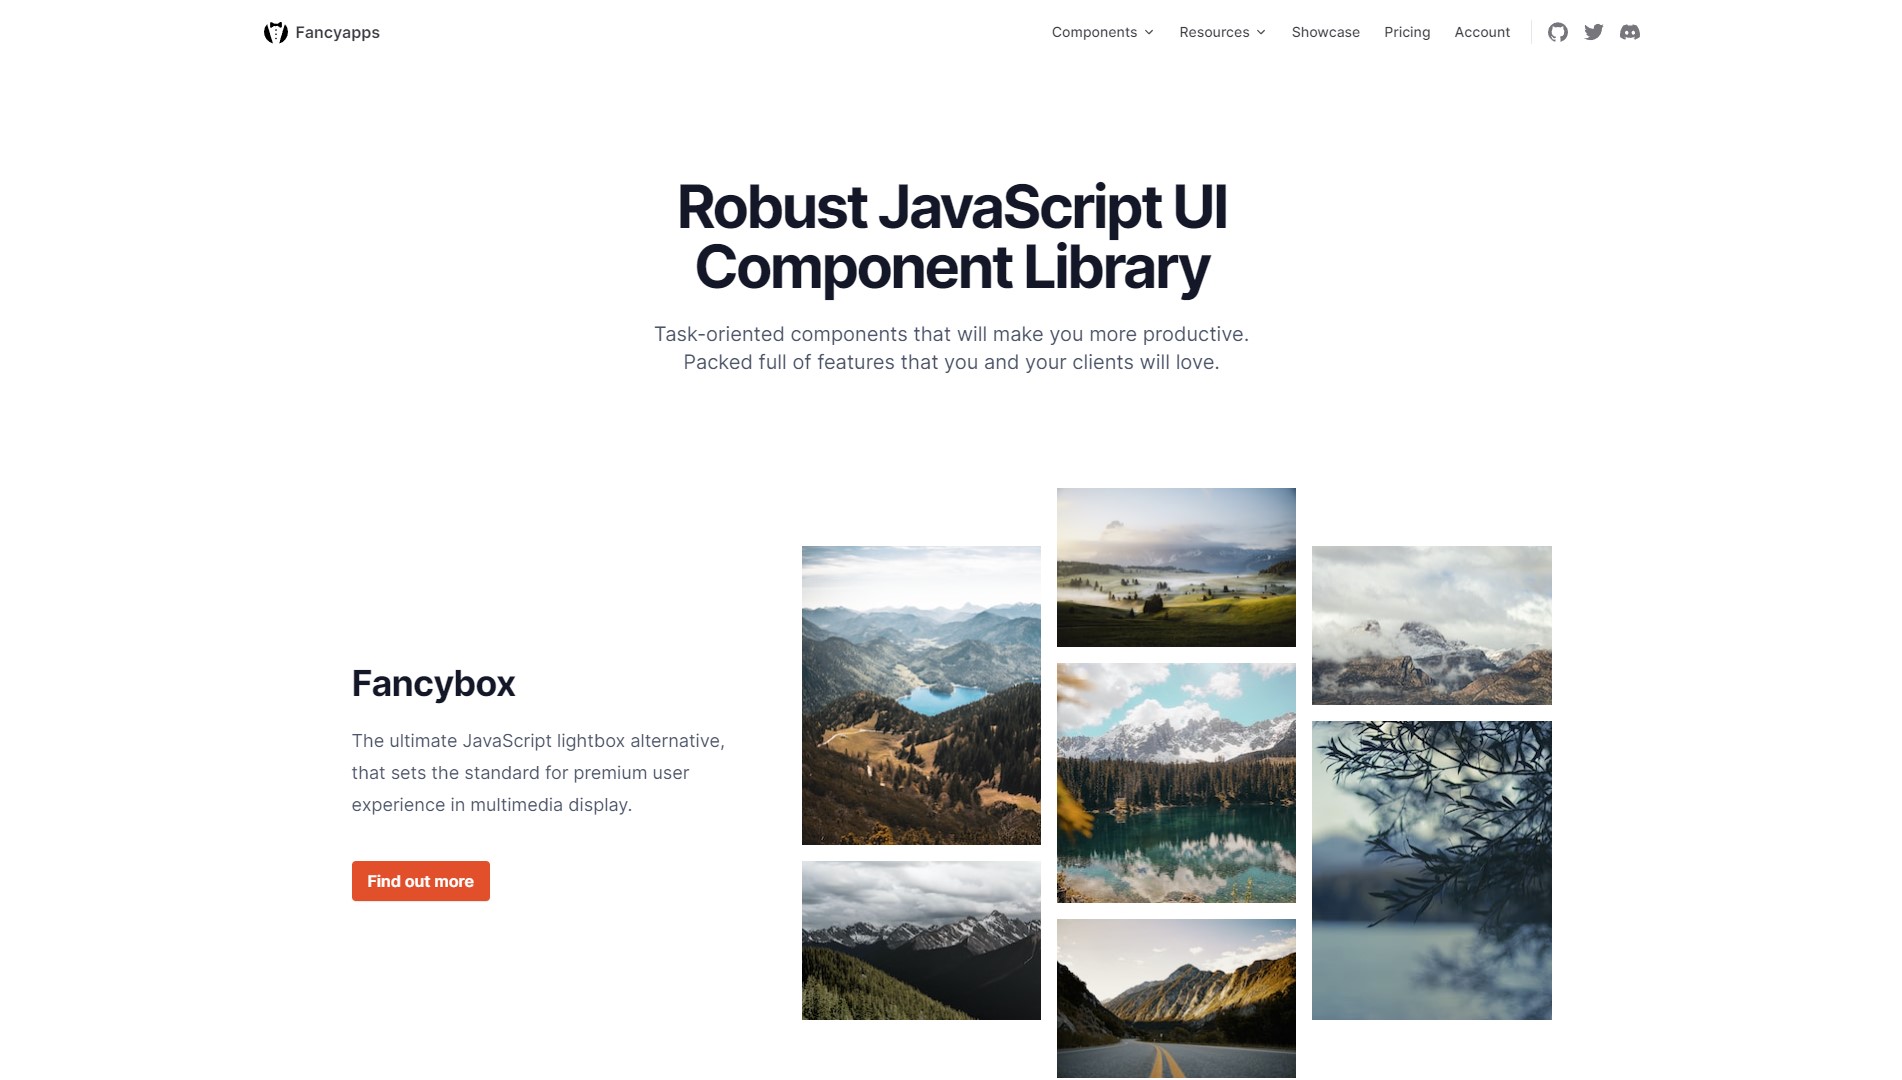 Fancyapps
Components
Resources
Showcase
Pricing
Account
Robust JavaScript UI
Component Library
Task-oriented components that will make you more productive.
Packed full of features that you and your clients will love.
Fancybox
The ultimate JavaScript lightbox alternative,
that sets the standard for premium user
experience in multimedia display.
Find out more